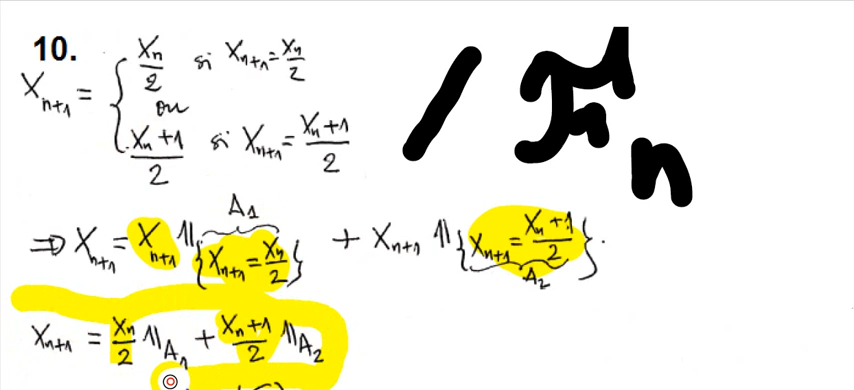 10.
X_{n+1} = { X_n/2 si X_{n+1} = X_n/2
ou
(X_n + 1)/2 si X_{n+1} = (X_n + 1)/2
/ ℱ_n
⇒ X_{n+1} = X_{n+1} 1_{{X_{n+1} = X_n/2}} + X_{n+1} 1_{{X_{n+1} = (X_n + 1)/2}}.
A_1
A_2
X_{n+1} = X_n/2 1_{A_1} + (X_n + 1)/2 1_{A_2}